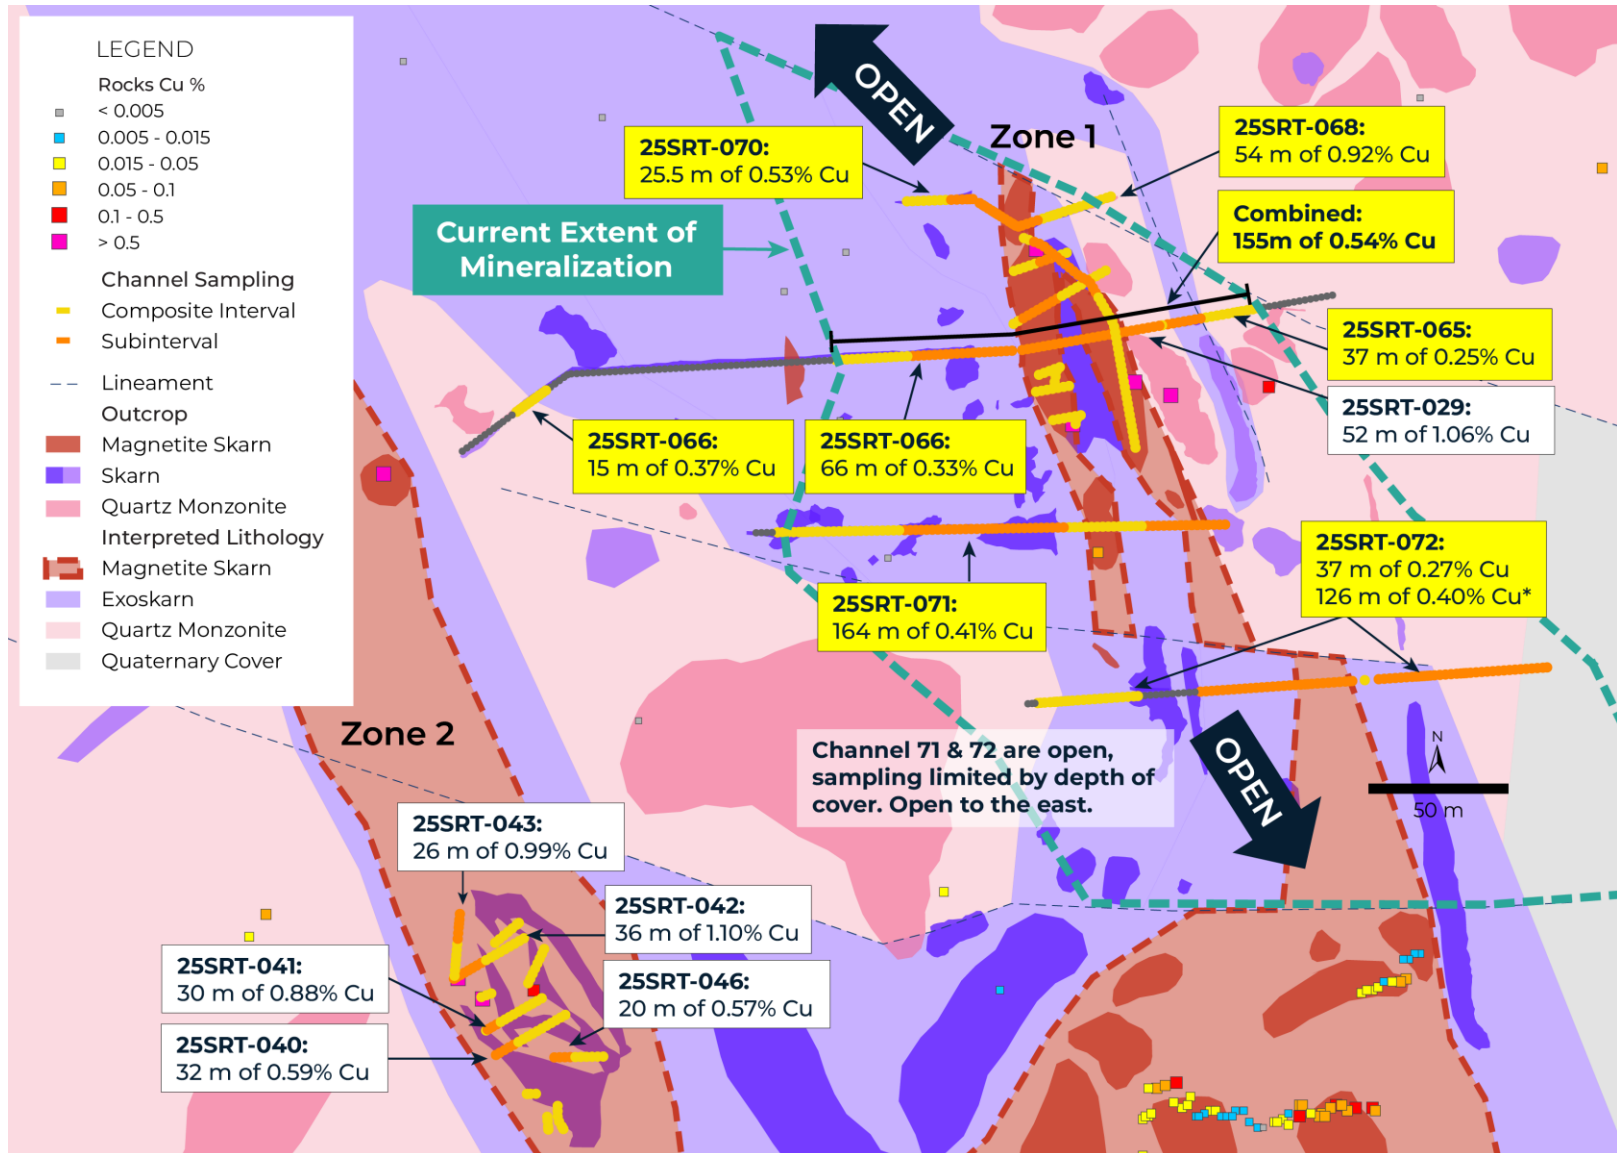 LEGEND
Rocks Cu %
< 0.005
0.005 - 0.015
0.015 - 0.05
0.05 - 0.1
0.1 - 0.5
> 0.5
Channel Sampling
Composite Interval
Subinterval
Lineament
Outcrop
Magnetite Skarn
Skarn
Quartz Monzonite
Interpreted Lithology
Magnetite Skarn
Exoskarn
Quartz Monzonite
Quaternary Cover
OPEN
Zone 1
25SRT-070:
25.5 m of 0.53% Cu
25SRT-068:
54 m of 0.92% Cu
Current Extent of
Mineralization
Combined:
155m of 0.54% Cu
25SRT-065:
37 m of 0.25% Cu
25SRT-029:
52 m of 1.06% Cu
25SRT-066:
15 m of 0.37% Cu
25SRT-066:
66 m of 0.33% Cu
25SRT-072:
37 m of 0.27% Cu
126 m of 0.40% Cu*
25SRT-071:
164 m of 0.41% Cu
Zone 2
Channel 71 & 72 are open,
sampling limited by depth of
cover. Open to the east.
OPEN
N
50 m
25SRT-043:
26 m of 0.99% Cu
25SRT-042:
36 m of 1.10% Cu
25SRT-041:
30 m of 0.88% Cu
25SRT-046:
20 m of 0.57% Cu
25SRT-040:
32 m of 0.59% Cu